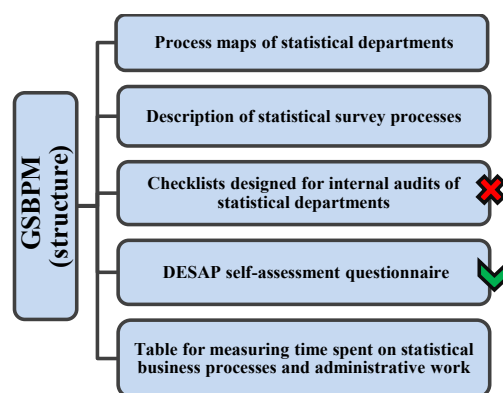 GSBPM
(structure)
Process maps of statistical departments
Description of statistical survey processes
Checklists designed for internal audits of
statistical departments
DESAP self-assessment questionnaire
Table for measuring time spent on statistical
business processes and administrative work